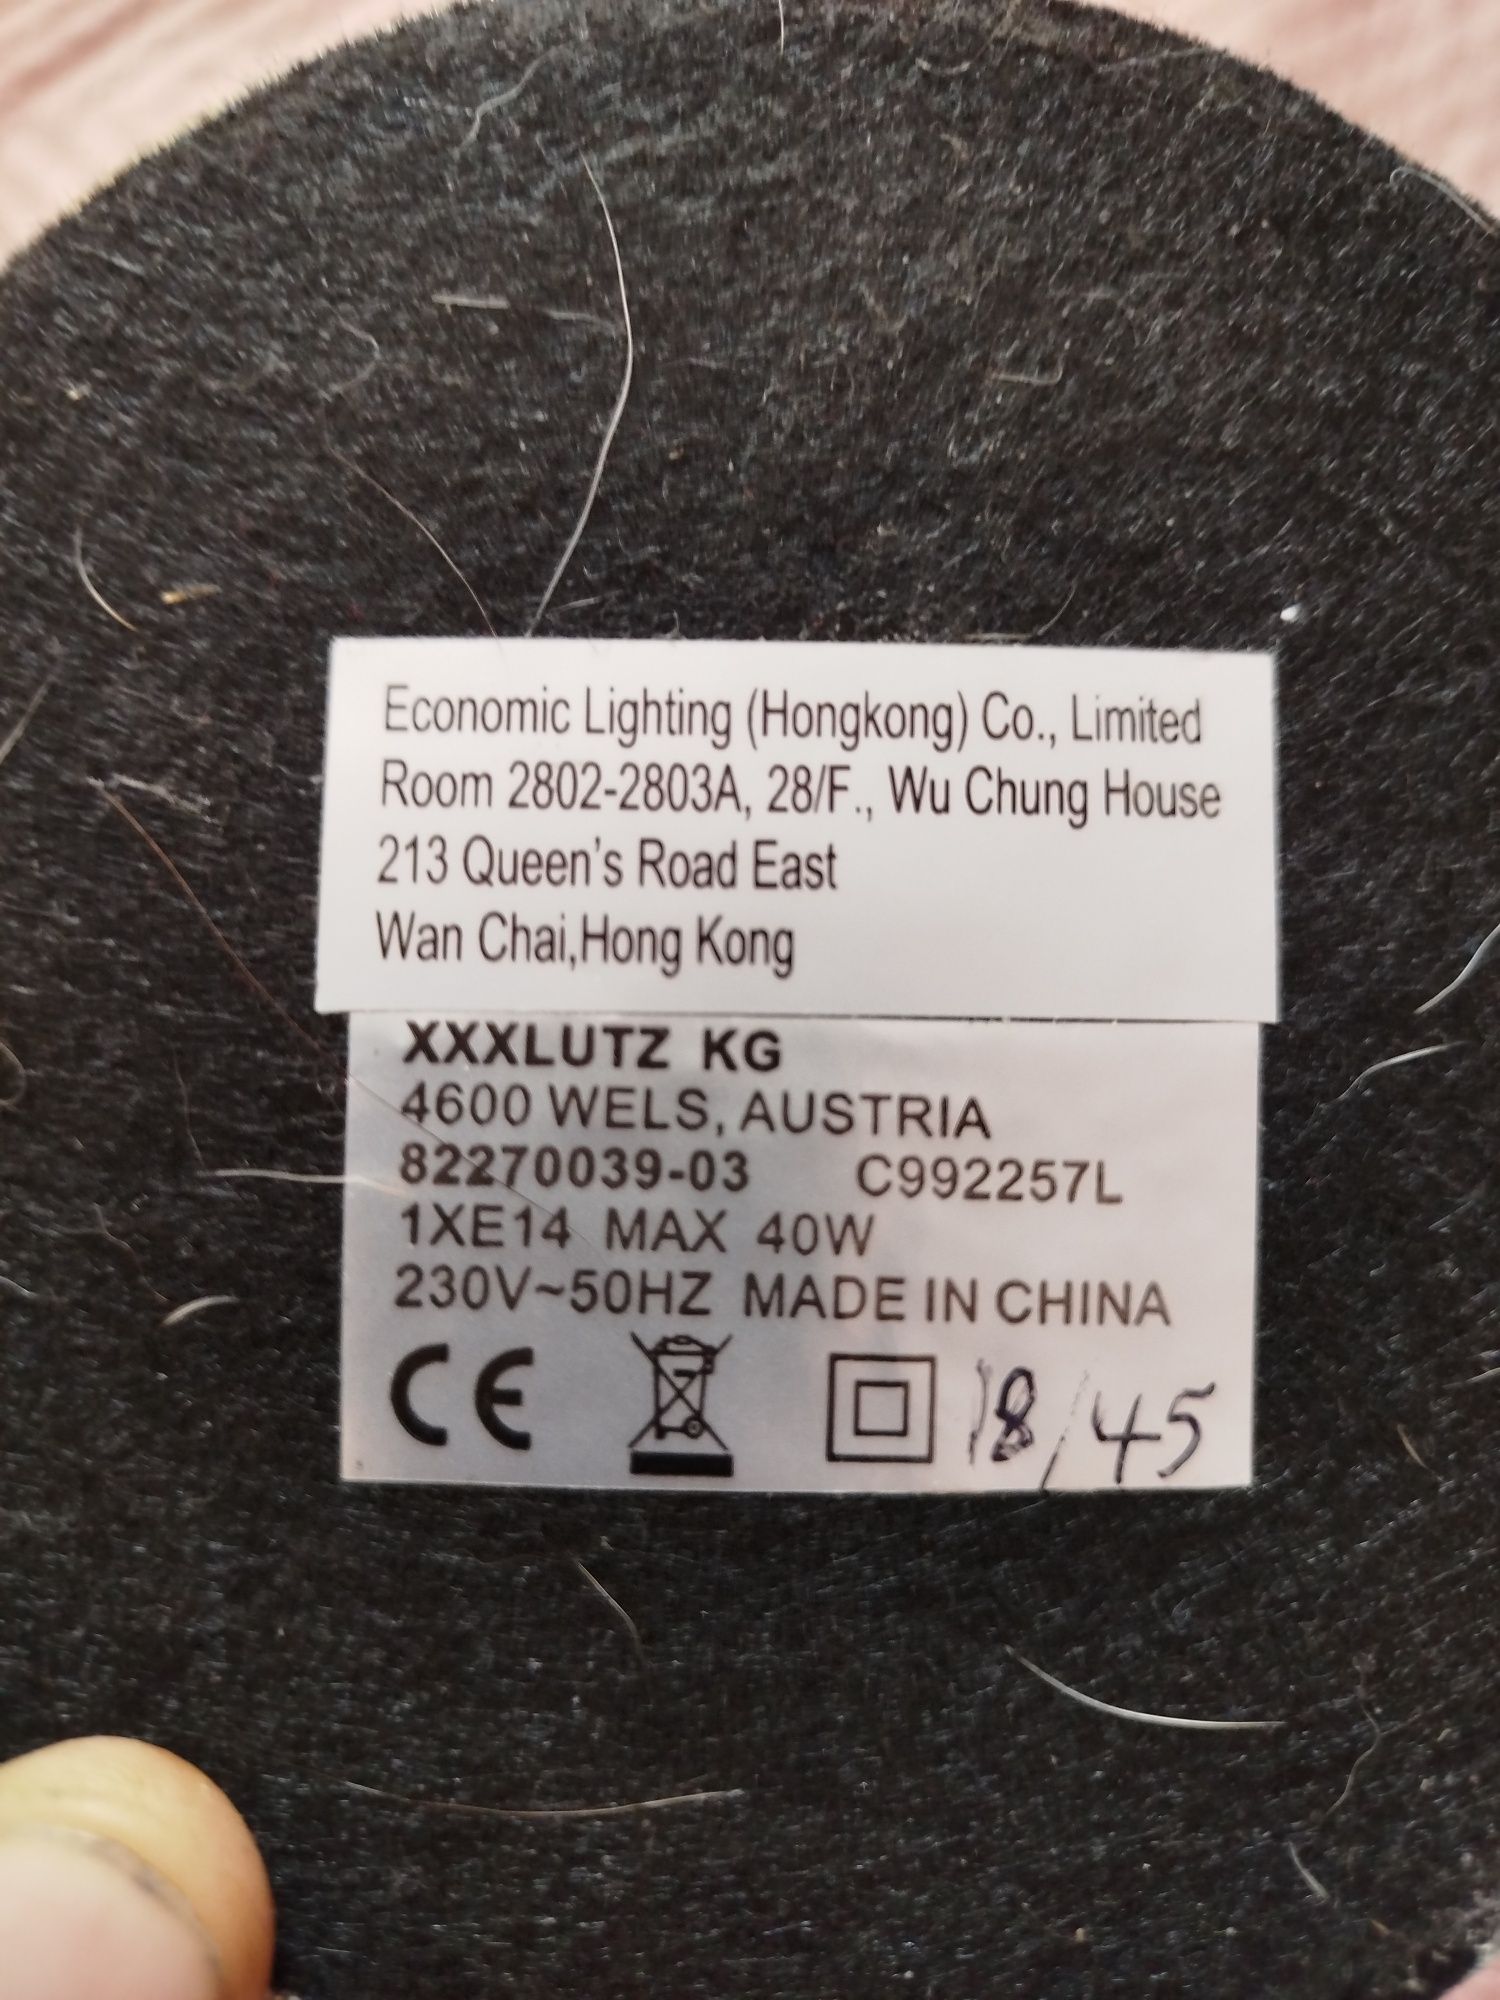 Economic Lighting (Hongkong) Co., Limited
Room 2802-2803A, 28/F., Wu Chung House
213 Queen's Road East
Wan Chai,Hong Kong
XXXLUTZ KG
4600 WELS, AUSTRIA
82270039-03 C992257L
1XE14 MAX 40W
230V~50HZ MADE IN CHINA
CE 18/45